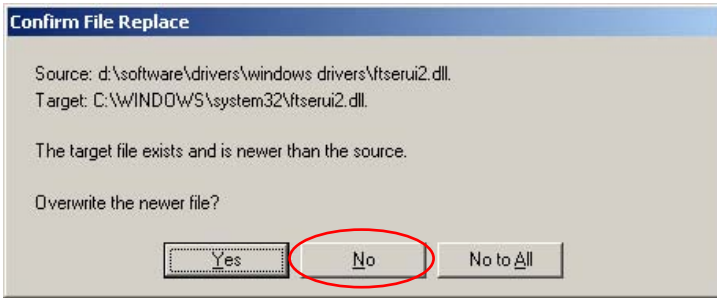 Confirm File Replace
Source: d:\software\drivers\windows drivers\ftserui2.dll.
Target: C:\WINDOWS\system32\ftserui2.dll.
The target file exists and is newer than the source.
Overwrite the newer file?
Yes No No to All